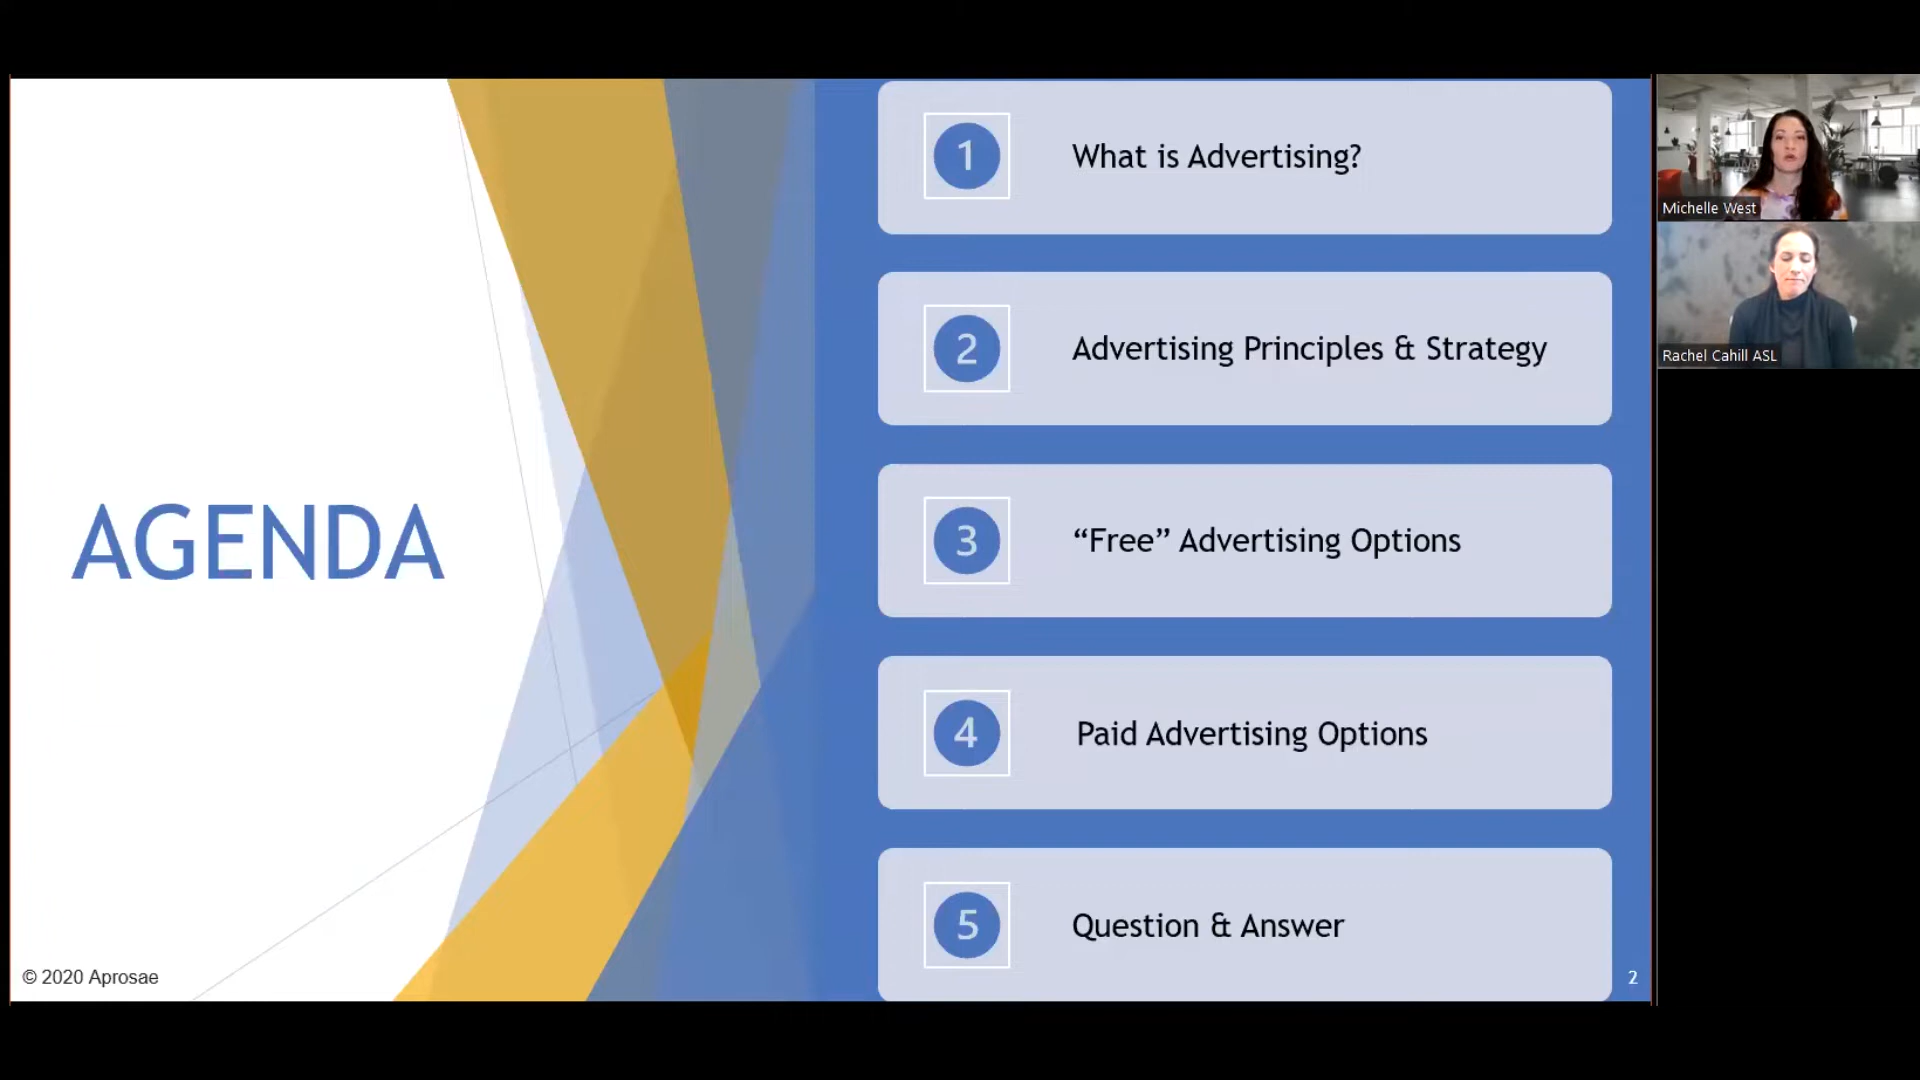 AGENDA
1
What is Advertising?
2
Advertising Principles & Strategy
3
“Free” Advertising Options
4
Paid Advertising Options
5
Question & Answer
© 2020 Aprosae
2
Michelle West
Rachel Cahill ASL